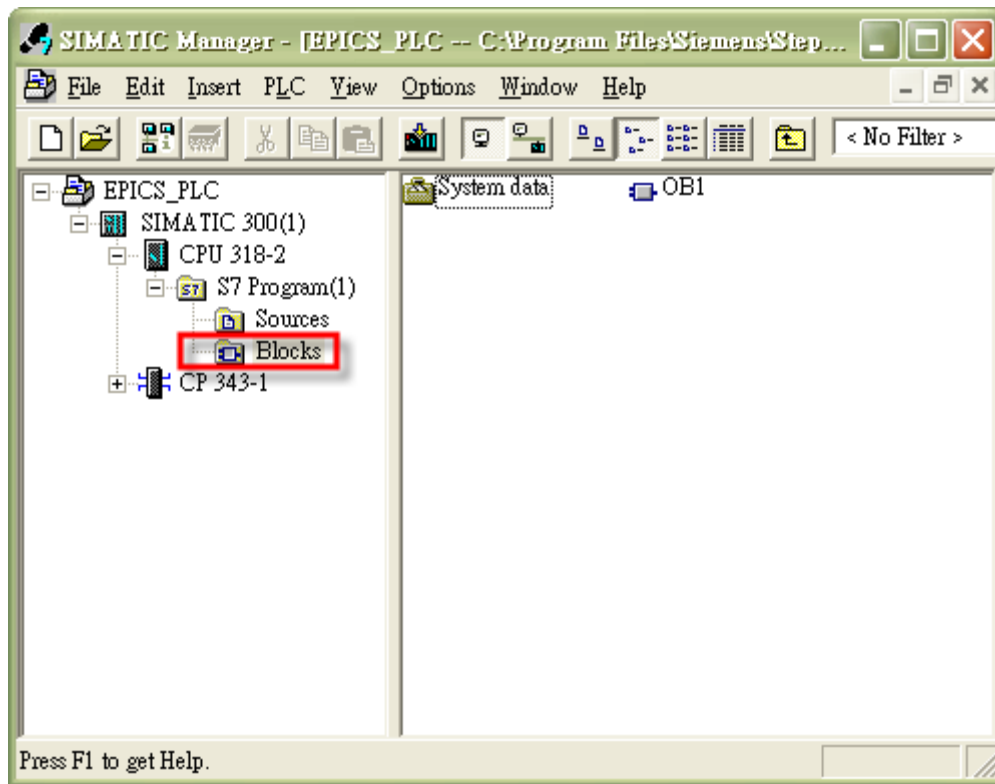 SIMATIC Manager - [EPICS_PLC -- C:\Program Files\Siemens\Step...
File Edit Insert PLC View Options Window Help
< No Filter >
EPICS_PLC
SIMATIC 300(1)
CPU 318-2
S7 Program(1)
Sources
Blocks
CP 343-1
System data OB1
Press F1 to get Help.